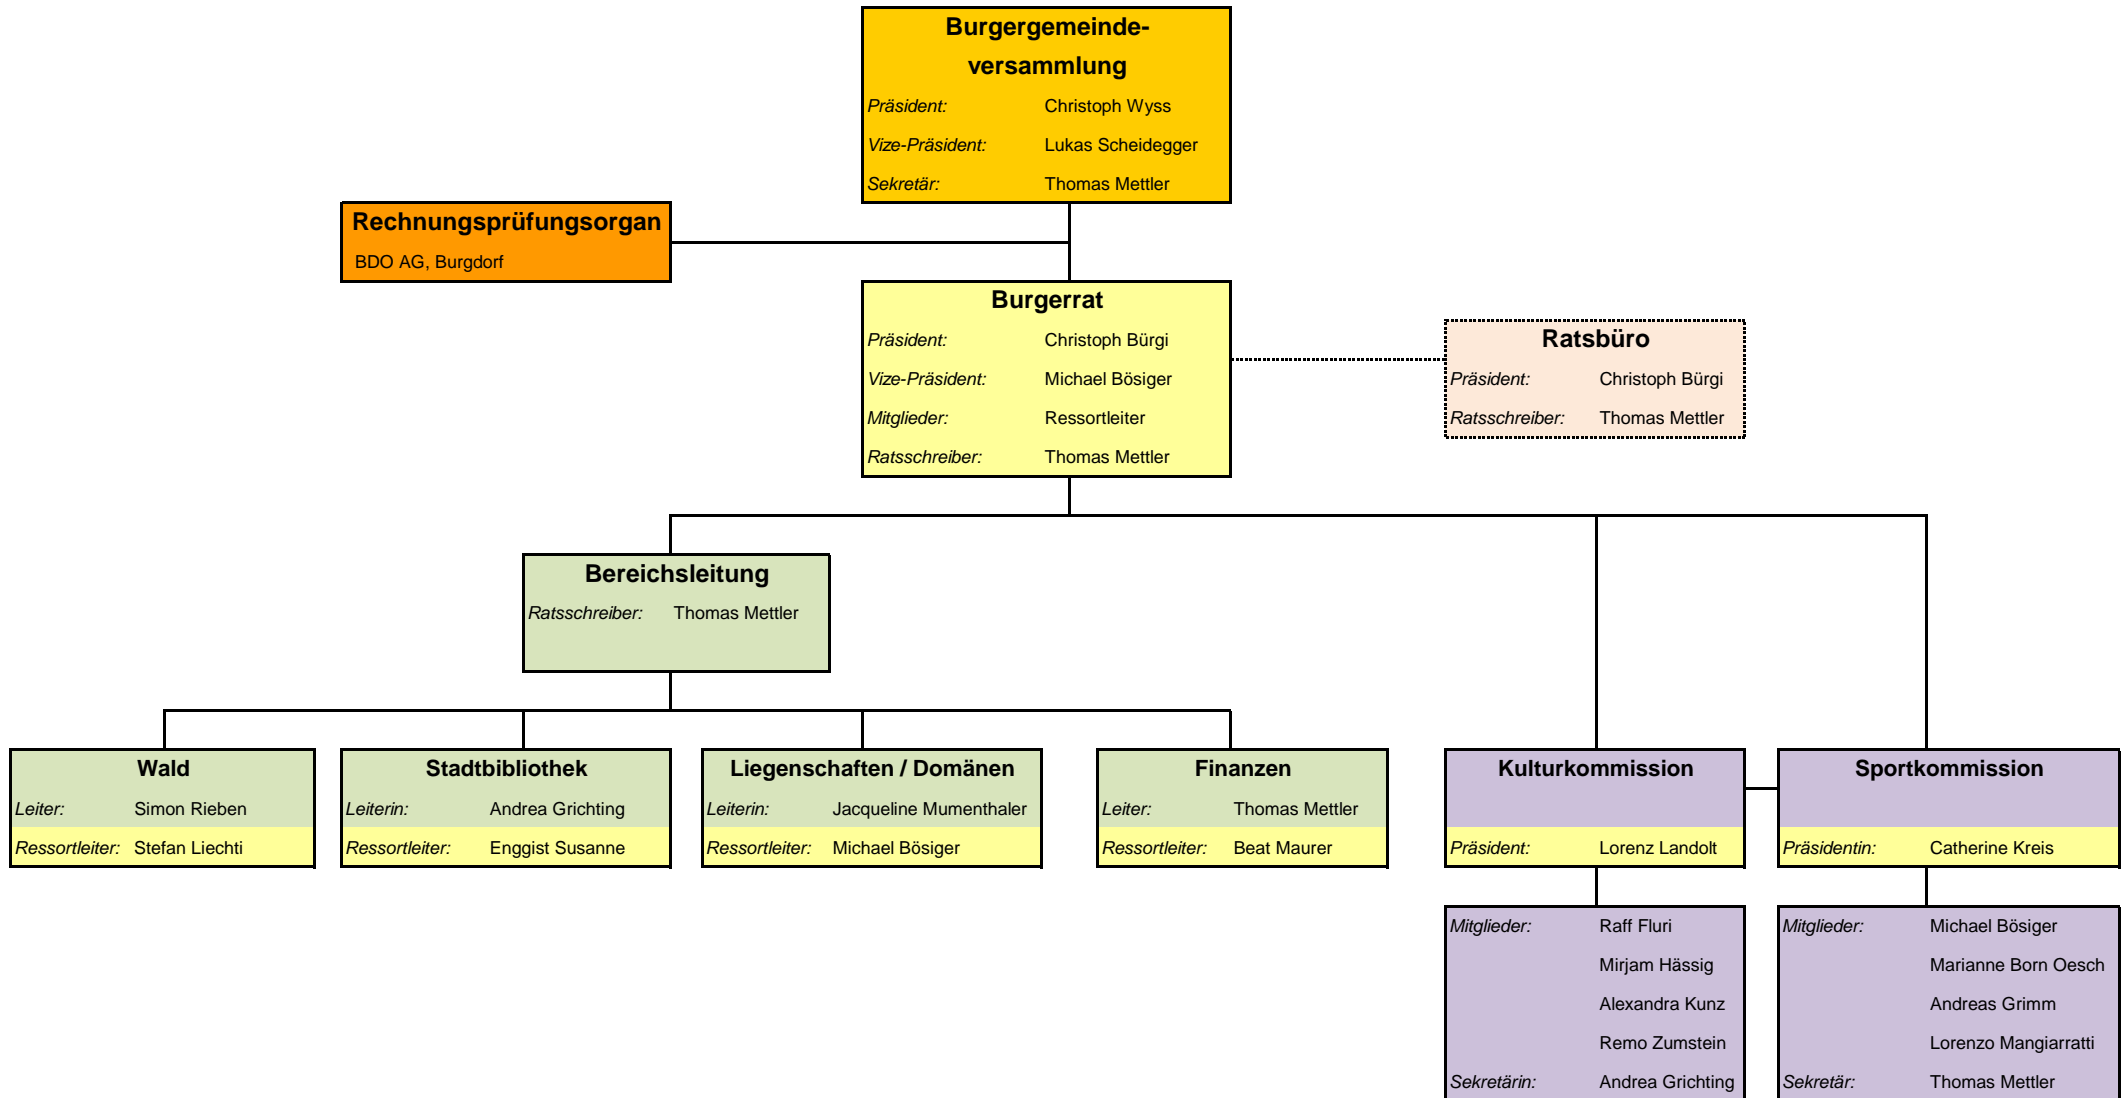 Burgergemeinde-
versammlung
Präsident: Christoph Wyss
Vize-Präsident: Lukas Scheidegger
Sekretär: Thomas Mettler
Rechnungsprüfungsorgan
BDO AG, Burgdorf
Burgerrat
Präsident: Christoph Bürgi
Vize-Präsident: Michael Bösiger
Mitglieder: Ressortleiter
Ratsschreiber: Thomas Mettler
Ratsbüro
Präsident: Christoph Bürgi
Ratsschreiber: Thomas Mettler
Bereichsleitung
Ratsschreiber: Thomas Mettler
Wald
Leiter: Simon Rieben
Ressortleiter: Stefan Liechti
Stadtbibliothek
Leiterin: Andrea Grichting
Ressortleiter: Enggist Susanne
Liegenschaften / Domänen
Leiterin: Jacqueline Mumenthaler
Ressortleiter: Michael Bösiger
Finanzen
Leiter: Thomas Mettler
Ressortleiter: Beat Maurer
Kulturkommission
Präsident: Lorenz Landolt
Mitglieder: Raff Fluri
Mirjam Hässig
Alexandra Kunz
Remo Zumstein
Sekretärin: Andrea Grichting
Sportkommission
Präsidentin: Catherine Kreis
Mitglieder: Michael Bösiger
Marianne Born Oesch
Andreas Grimm
Lorenzo Mangiarratti
Sekretär: Thomas Mettler